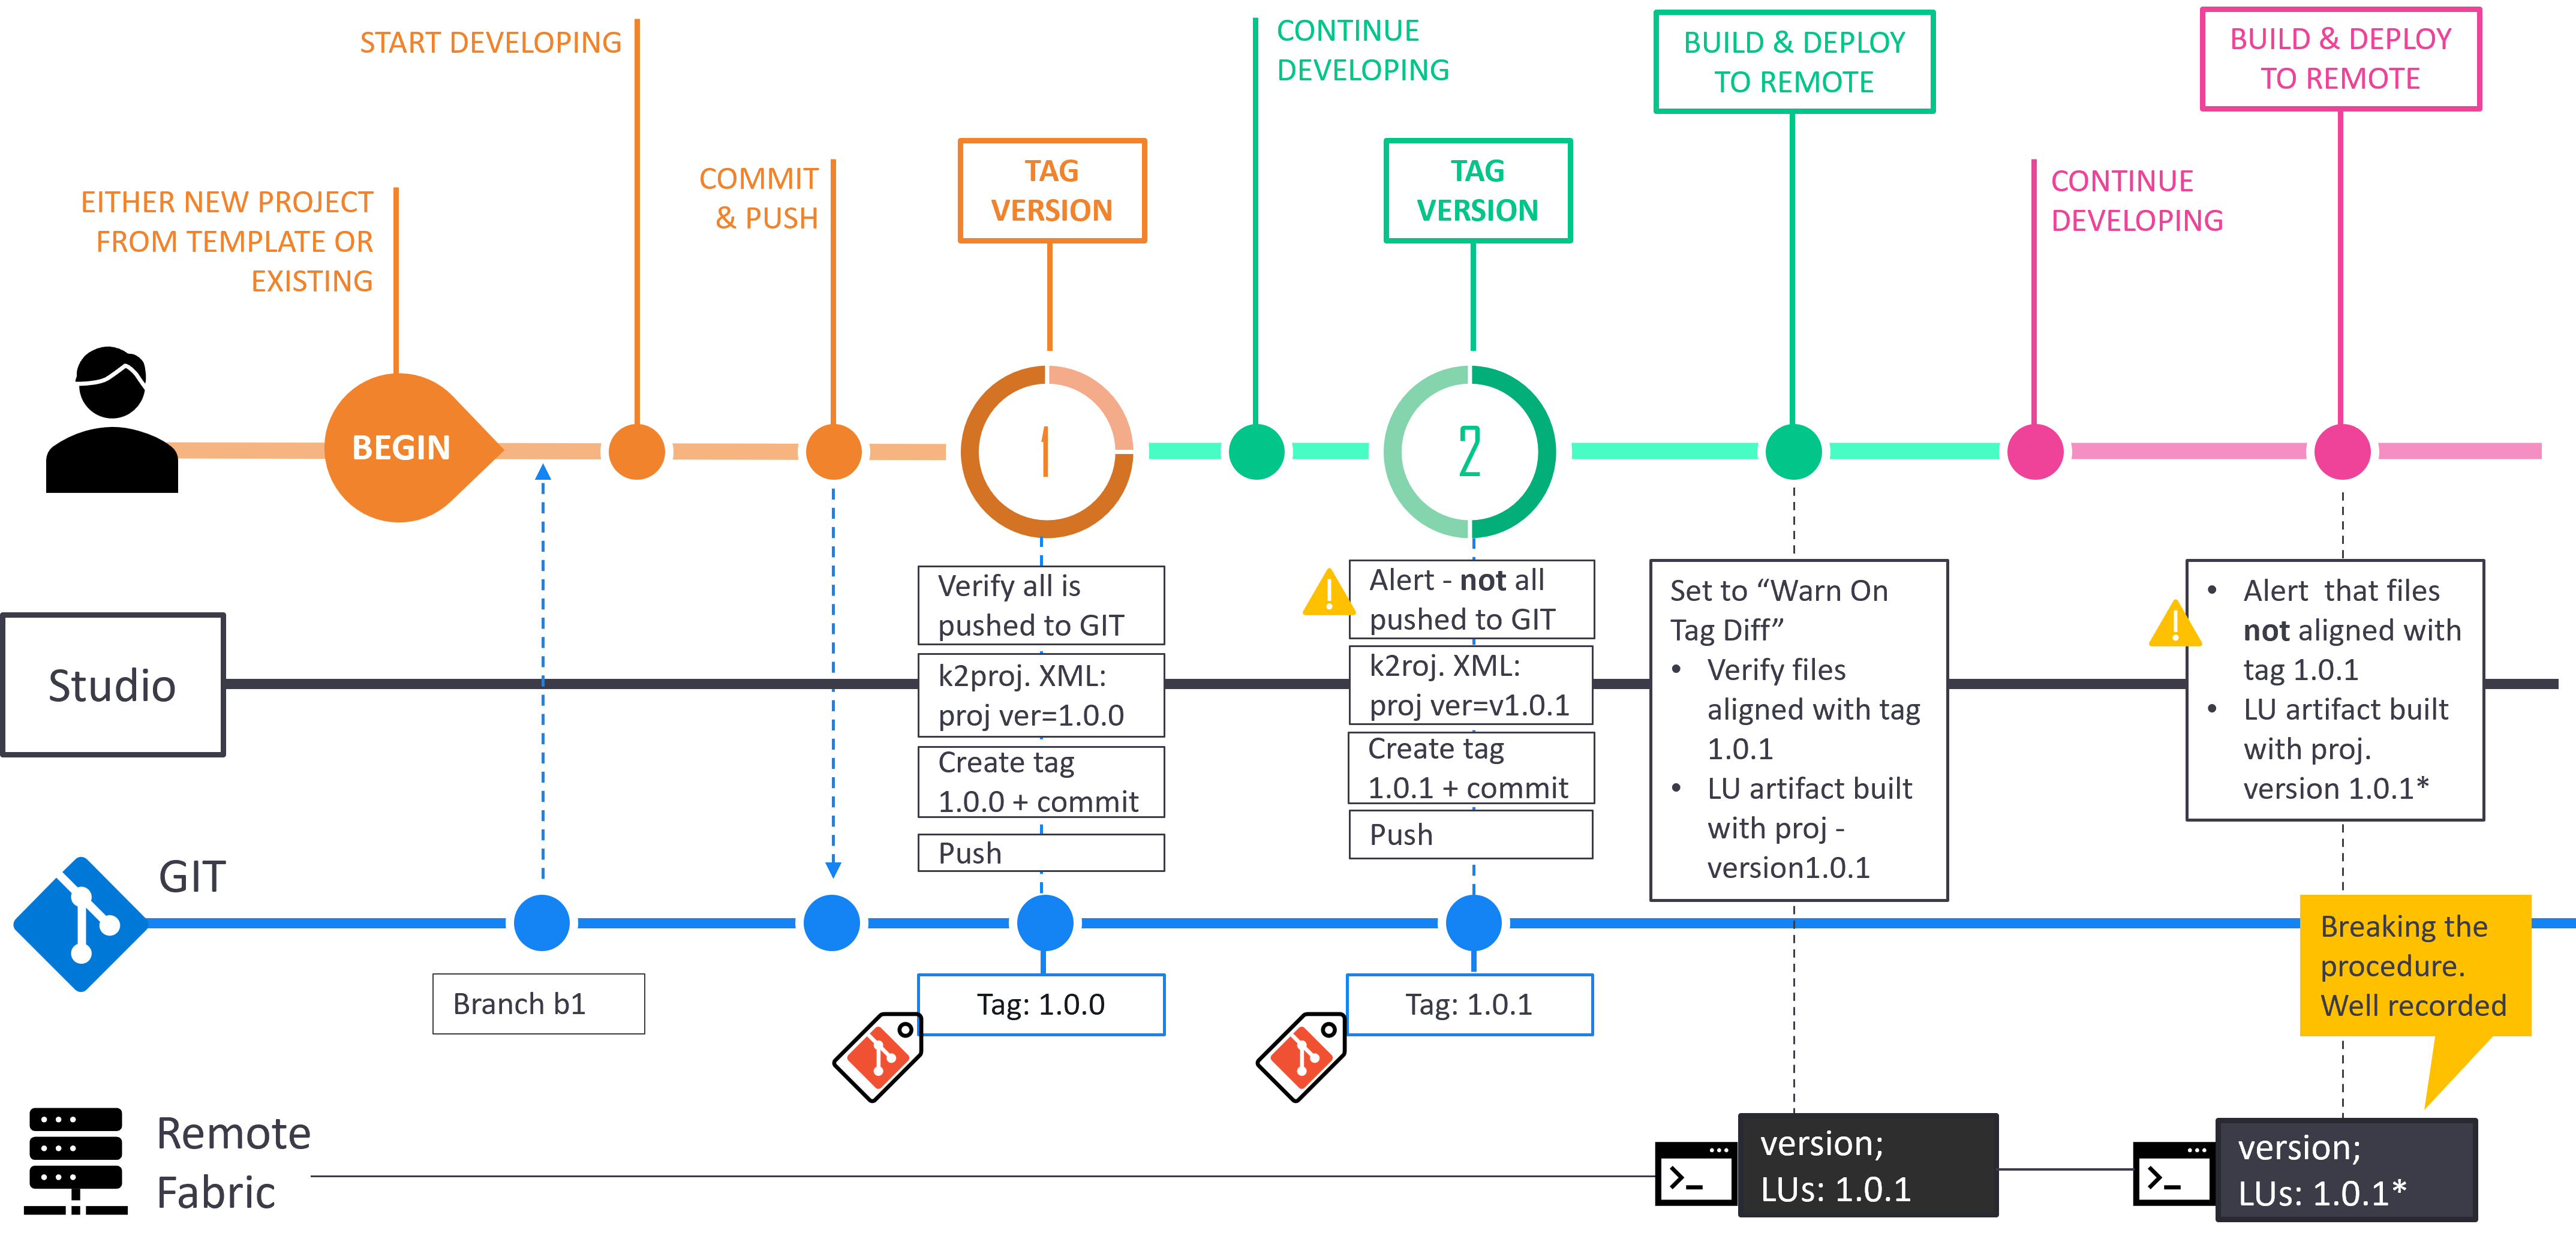 START DEVELOPING
CONTINUE
DEVELOPING
BUILD & DEPLOY
TO REMOTE
BUILD & DEPLOY
TO REMOTE
EITHER NEW PROJECT
FROM TEMPLATE OR
EXISTING
COMMIT
& PUSH
TAG
VERSION
TAG
VERSION
CONTINUE
DEVELOPING
BEGIN
1
2
Studio
Verify all is
pushed to GIT
k2proj. XML:
proj ver=1.0.0
Create tag
1.0.0 + commit
Push
Alert - not all
pushed to GIT
k2roj. XML:
proj ver=v1.0.1
Create tag
1.0.1 + commit
Push
Set to “Warn On
Tag Diff”
• Verify files
aligned with tag
1.0.1
• LU artifact built
with proj -
version1.0.1
• Alert  that files
not aligned with
tag 1.0.1
• LU artifact built
with proj.
version 1.0.1*
GIT
Branch b1
Tag: 1.0.0
Tag: 1.0.1
Breaking the
procedure.
Well recorded
Remote
Fabric
version;
LUs: 1.0.1
version;
LUs: 1.0.1*